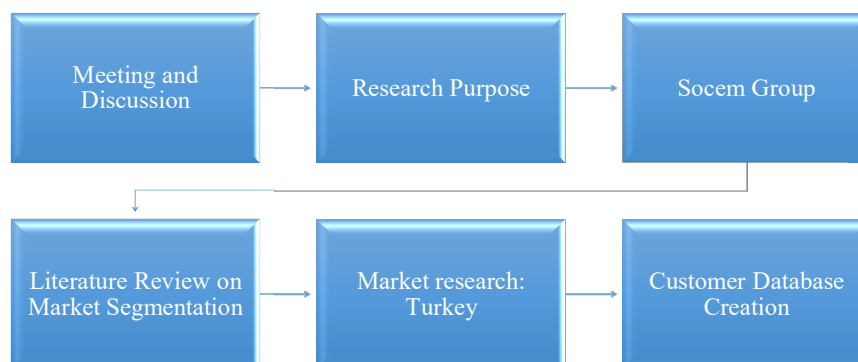 Meeting and
Discussion
Research Purpose
Socem Group
Literature Review on
Market Segmentation
Market research:
Turkey
Customer Database
Creation